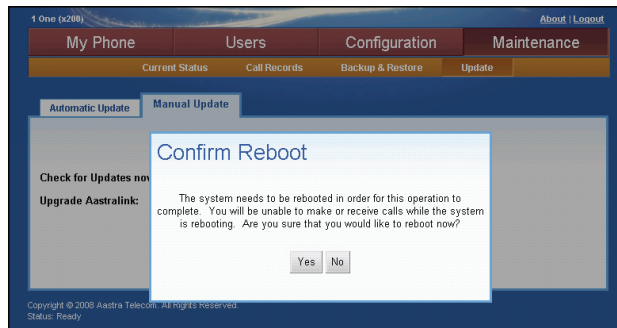 1 One (x200)
About | Logout
My Phone Users Configuration Maintenance
Current Status Call Records Backup & Restore Update
Automatic Update Manual Update
Confirm Reboot
Check for Updates now
Upgrade Aastralink:
The system needs to be rebooted in order for this operation to
complete. You will be unable to make or receive calls while the system
is rebooting. Are you sure that you would like to reboot now?
Yes No
Copyright © 2008 Aastra Telecom. All Rights Reserved.
Status: Ready